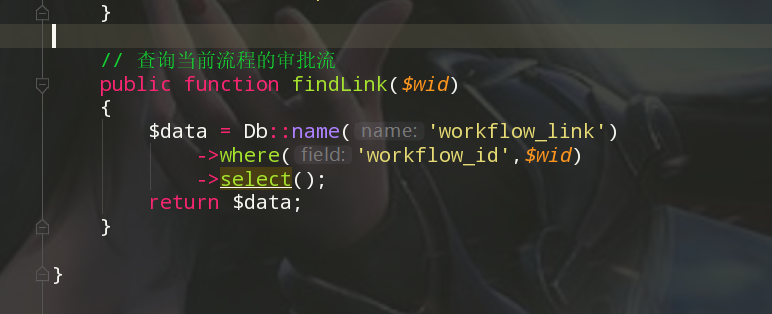 }
// 查询当前流程的审批流
public function findLink($wid)
{
$data = Db::name( name: 'workflow_link')
->where( field: 'workflow_id',$wid)
->select();
return $data;
}
}